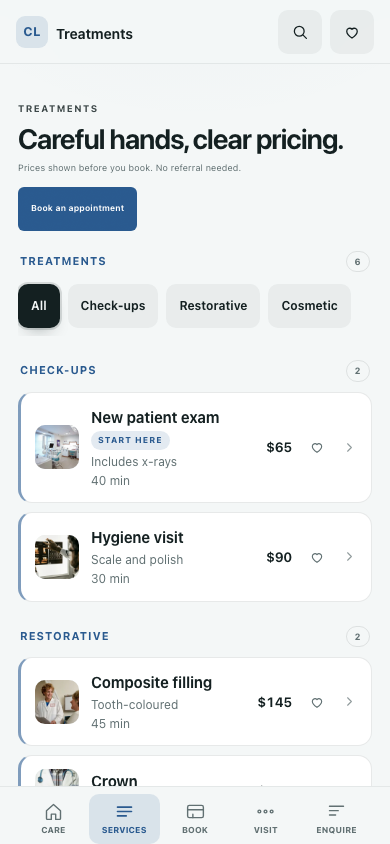 CL
Treatments
TREATMENTS
Careful hands, clear pricing.
Prices shown before you book. No referral needed.
Book an appointment
TREATMENTS
6
All
Check-ups
Restorative
Cosmetic
CHECK-UPS
2
New patient exam
START HERE
Includes x-rays
40 min
$65
Hygiene visit
Scale and polish
30 min
$90
RESTORATIVE
2
Composite filling
Tooth-coloured
45 min
$145
Crown
CARE
SERVICES
BOOK
VISIT
ENQUIRE